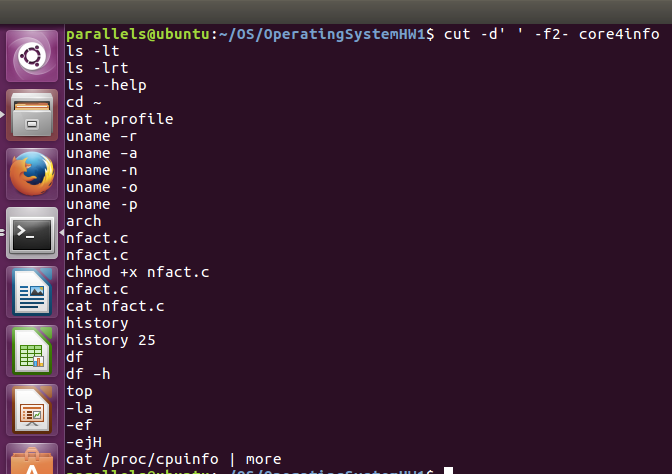 parallels@ubuntu:~/OS/OperatingSystemHW1$ cut -d' ' -f2- core4info
ls -lt
ls -lrt
ls --help
cd ~
cat .profile
uname –r
uname –a
uname –n
uname –o
uname –p
arch
nfact.c
nfact.c
chmod +x nfact.c
nfact.c
cat nfact.c
history
history 25
df
df –h
top
–la
–ef
–ejH
cat /proc/cpuinfo | more
parallels@ubuntu:~/OS/OperatingSystemHW1$